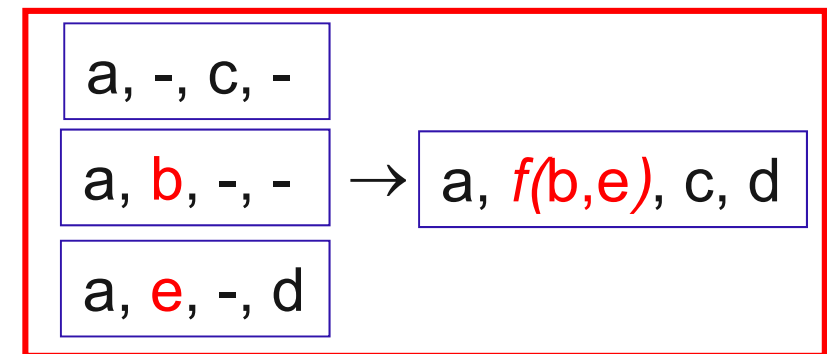 a, -, c, -
a, b, -, -
→ a, f(b,e), c, d
a, e, -, d